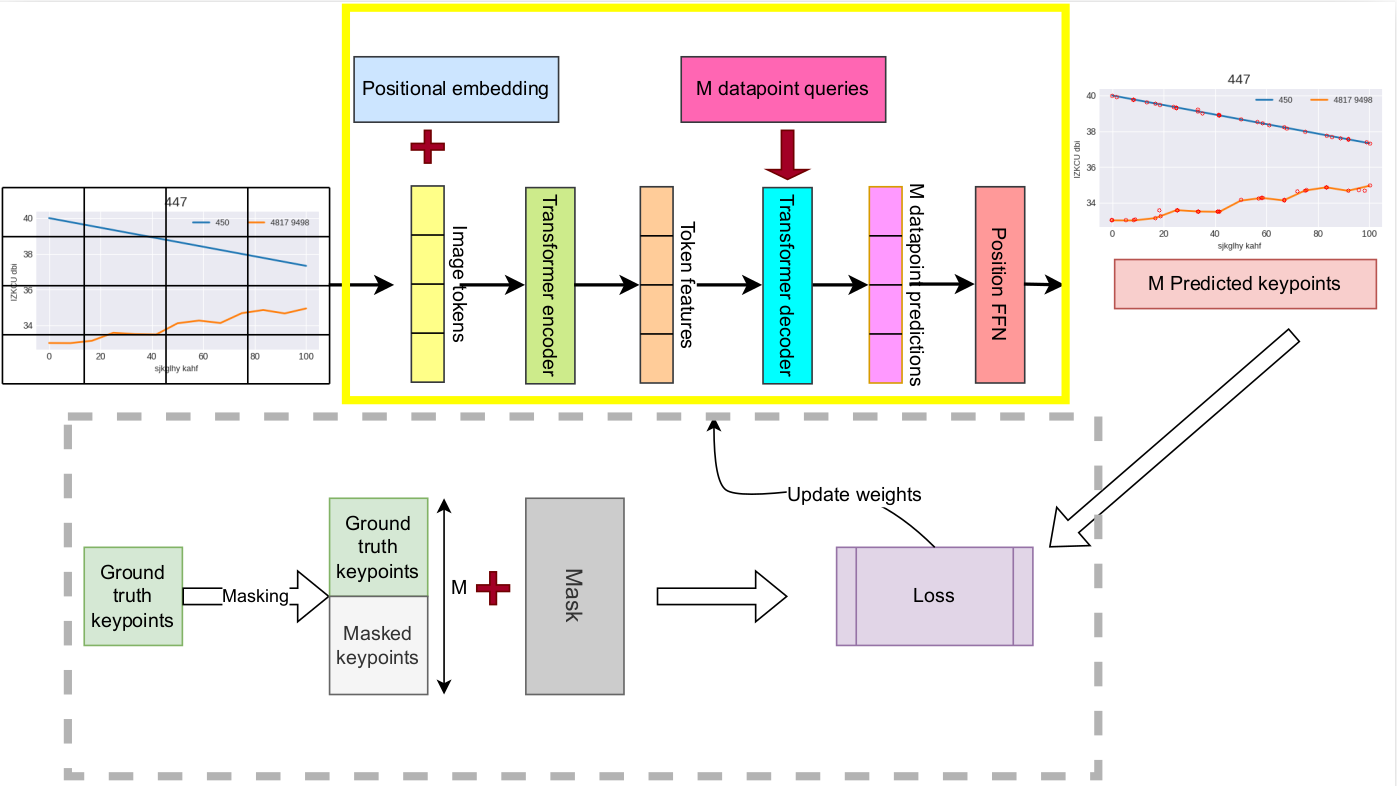 Positional embedding
M datapoint queries
447
450
4817 9498
40
38
36
34
IZKCU dbi
0
20
40
60
80
100
sjkglhy kahf
Image tokens
Transformer encoder
Token features
Transformer decoder
M datapoint predictions
Position FFN
447
450
4817 9498
40
38
36
34
IZKCU dbi
0
20
40
60
80
100
sjkglhy kahf
M Predicted keypoints
Update weights
Ground
truth
keypoints
Masking
Ground
truth
keypoints
Masked
keypoints
M
Mask
Loss